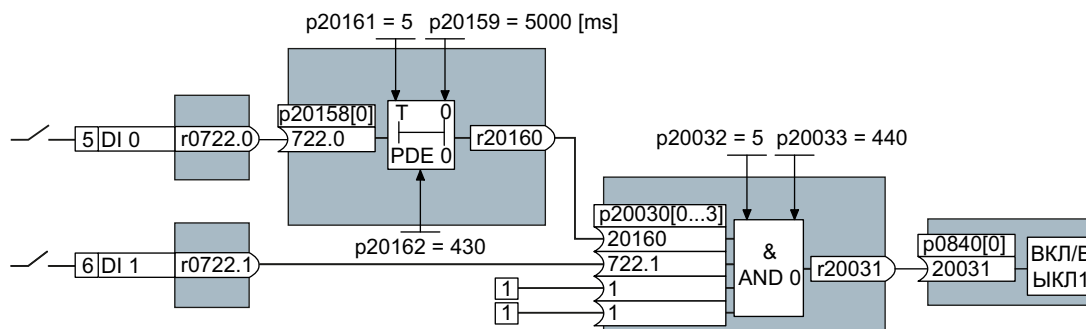 p20161 = 5 p20159 = 5000 [ms]
p20158[0] T 0
5 DI 0 r0722.0 722.0 r20160
PDE 0
p20032 = 5 p20033 = 440
p20162 = 430
p20030[0...3]
20160
6 DI 1 r0722.1 722.1
&
AND 0
p0840[0]
r20031 20031
ВКЛ/В
ЫКЛ1
1 1
1 1